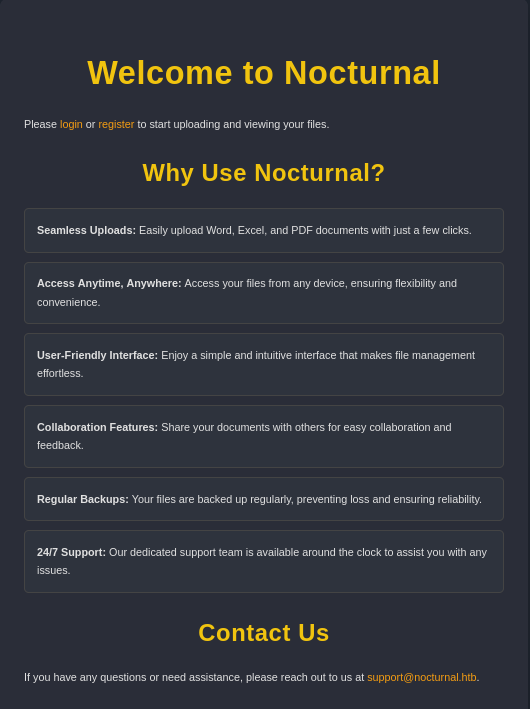 Welcome to Nocturnal
Please login or register to start uploading and viewing your files.
Why Use Nocturnal?
Seamless Uploads: Easily upload Word, Excel, and PDF documents with just a few clicks.
Access Anytime, Anywhere: Access your files from any device, ensuring flexibility and
convenience.
User-Friendly Interface: Enjoy a simple and intuitive interface that makes file management
effortless.
Collaboration Features: Share your documents with others for easy collaboration and
feedback.
Regular Backups: Your files are backed up regularly, preventing loss and ensuring reliability.
24/7 Support: Our dedicated support team is available around the clock to assist you with any
issues.
Contact Us
If you have any questions or need assistance, please reach out to us at support@nocturnal.htb.